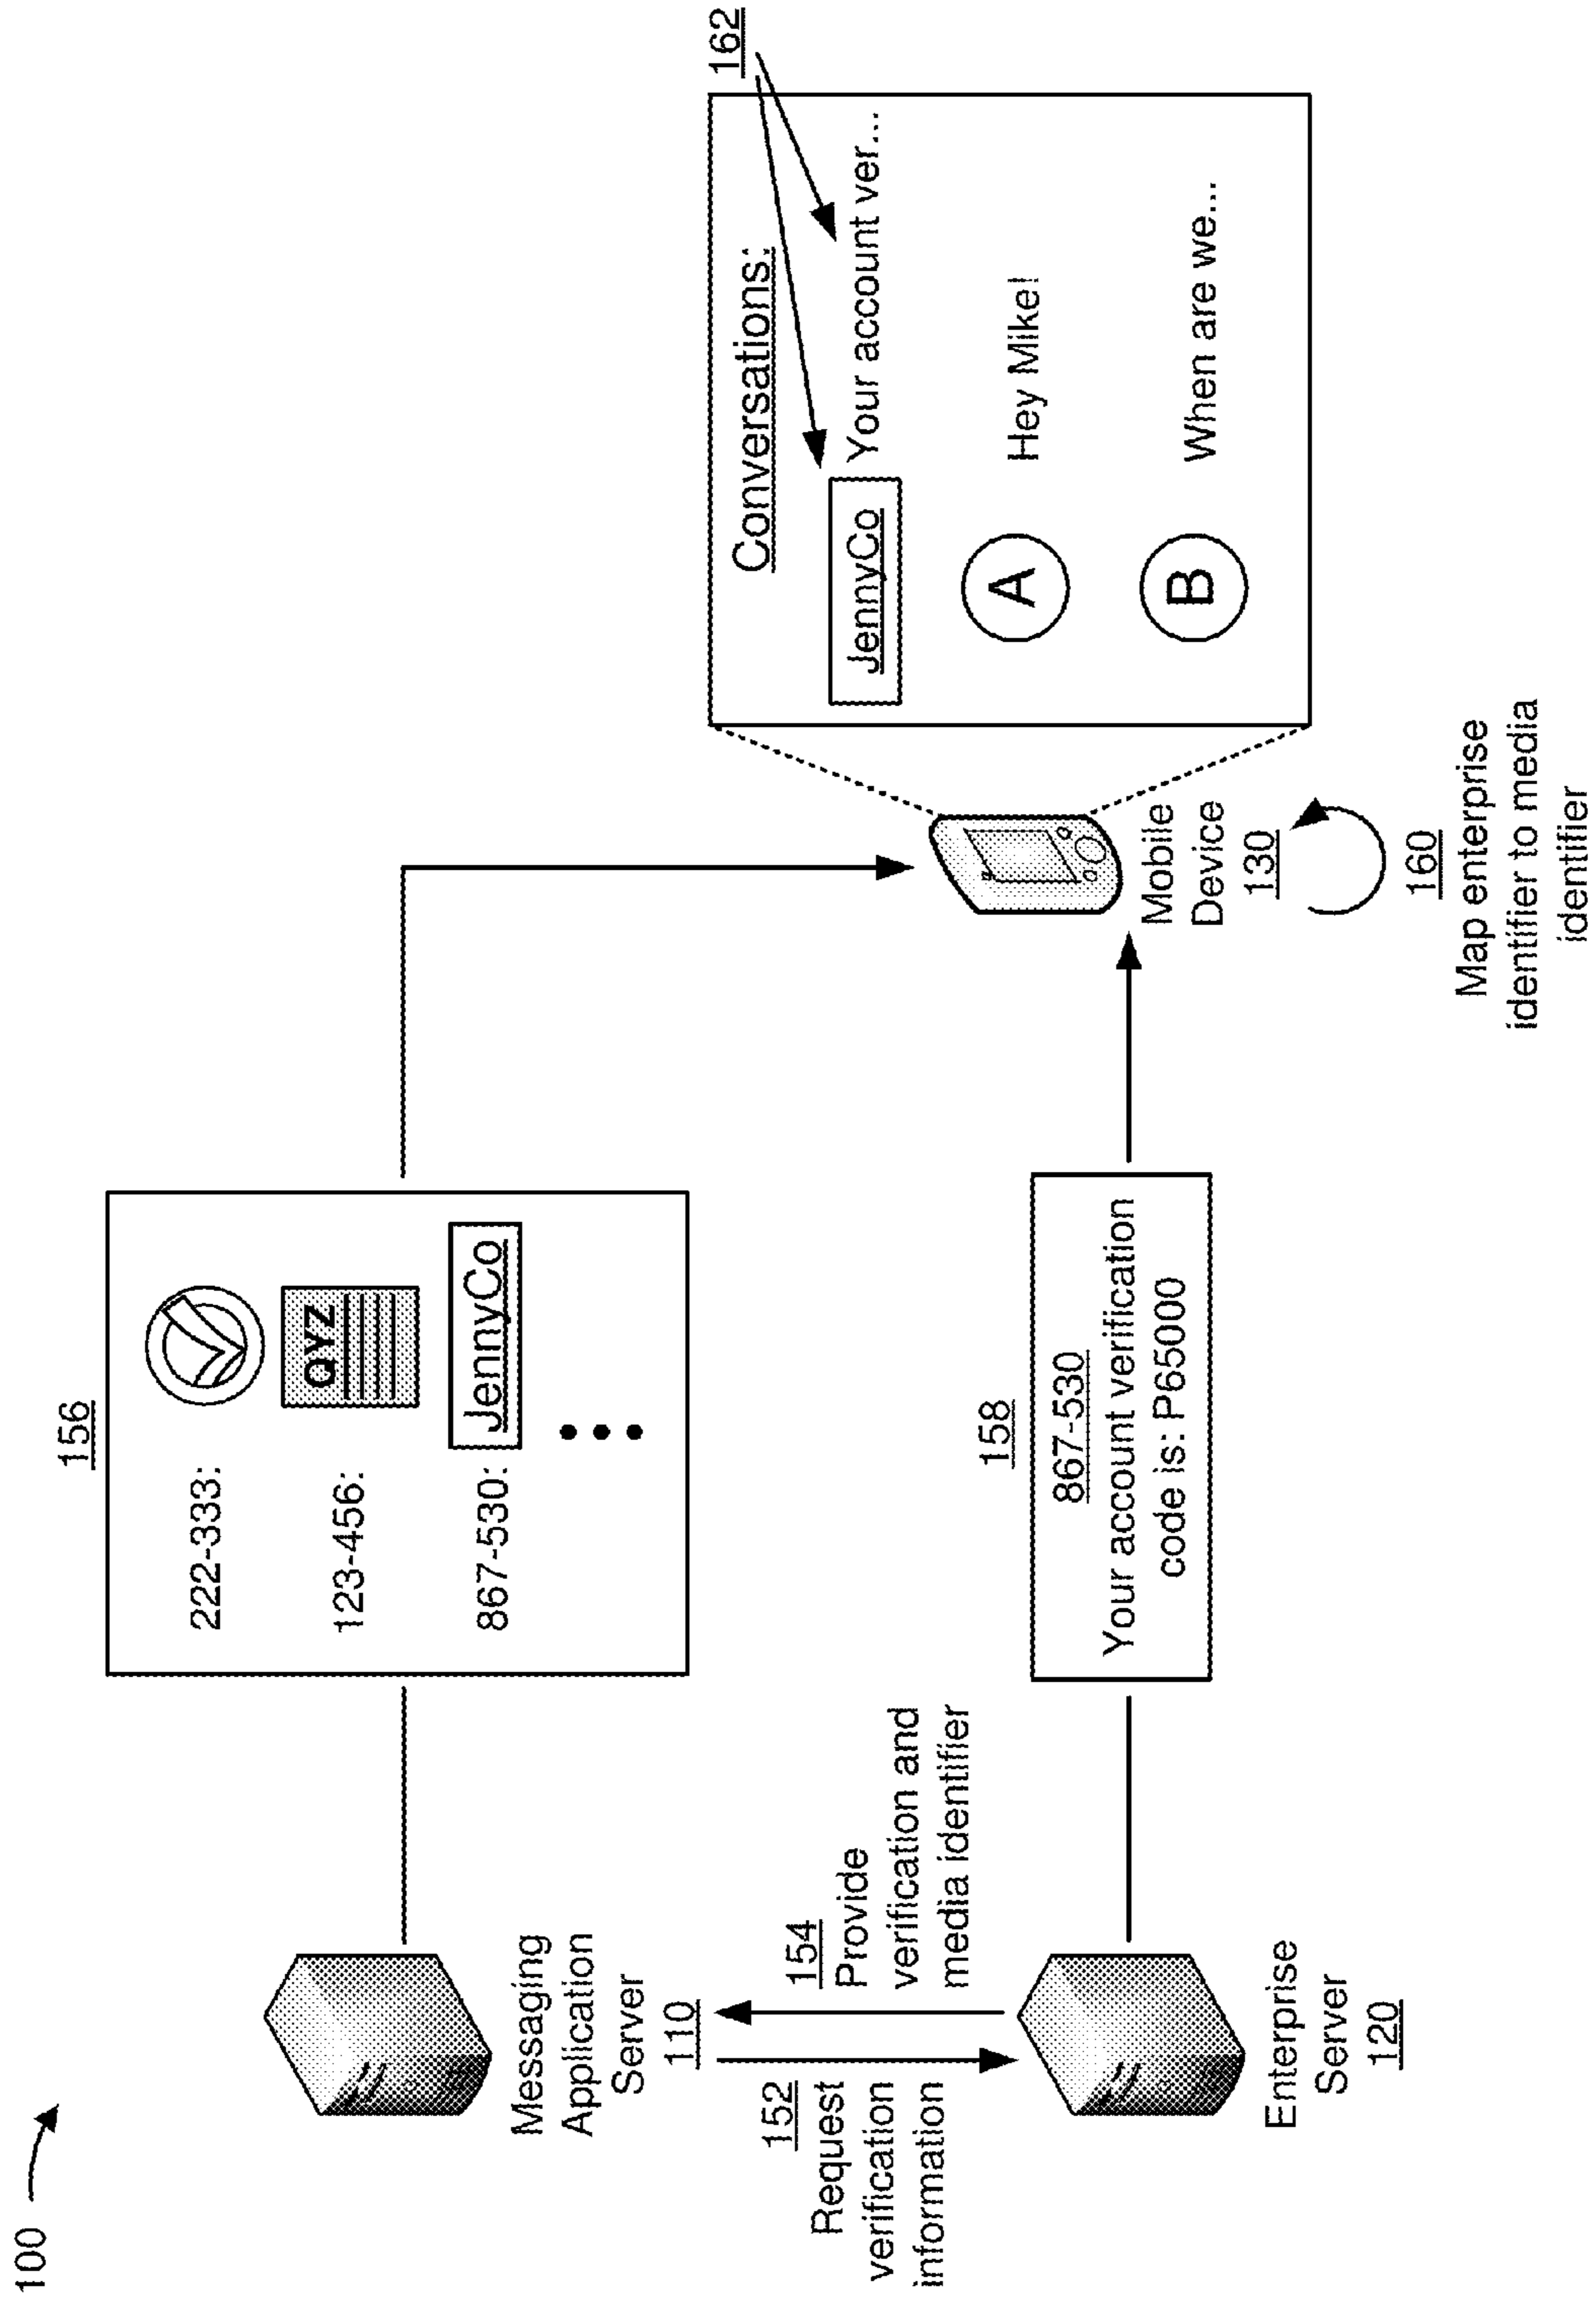 100
156
222-333:
123-456:
QYZ
867-530:
JennyCo
Messaging
Application
Server
110
152
Request
verification
information
154
Provide
verification and
media identifier
Enterprise
Server
120
158
867-530
Your account verification
code is: P65000
Mobile
Device
130
160
Map enterprise
identifier to media
identifier
162
Conversations:
JennyCo
Your account ver...
A
Hey Mike!
B
When are we...